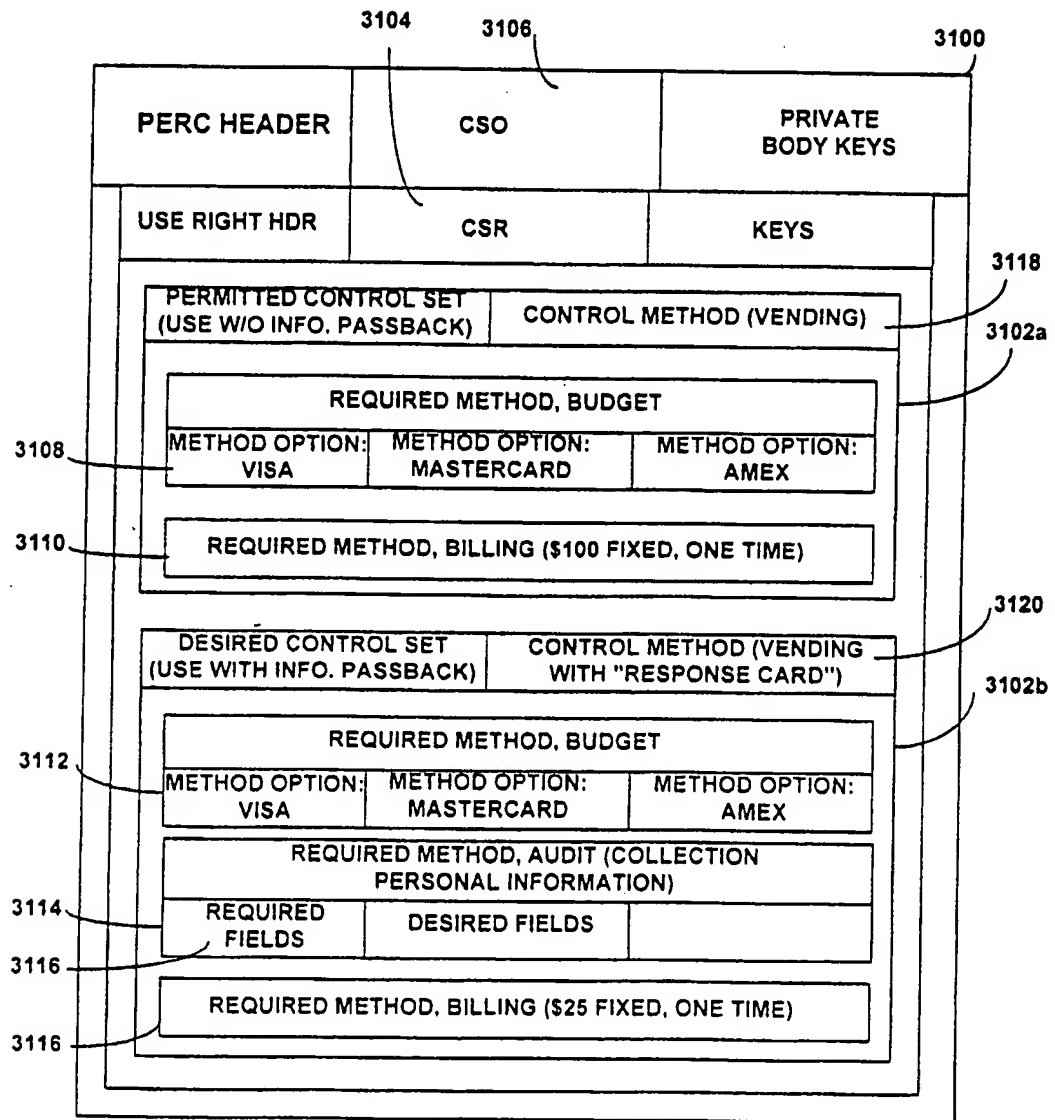 3104
3106
3100
PERC HEADER
CSO
PRIVATE
BODY KEYS
USE RIGHT HDR
CSR
KEYS
3118
PERMITTED CONTROL SET
(USE W/O INFO. PASSBACK)
CONTROL METHOD (VENDING)
3102a
REQUIRED METHOD, BUDGET
3108
METHOD OPTION:
VISA
METHOD OPTION:
MASTERCARD
METHOD OPTION:
AMEX
3110
REQUIRED METHOD, BILLING ($100 FIXED, ONE TIME)
3120
DESIRED CONTROL SET
(USE WITH INFO. PASSBACK)
CONTROL METHOD (VENDING
WITH "RESPONSE CARD")
3102b
REQUIRED METHOD, BUDGET
3112
METHOD OPTION:
VISA
METHOD OPTION:
MASTERCARD
METHOD OPTION:
AMEX
REQUIRED METHOD, AUDIT (COLLECTION
PERSONAL INFORMATION)
3114
REQUIRED
FIELDS
DESIRED FIELDS
3116
REQUIRED METHOD, BILLING ($25 FIXED, ONE TIME)
3116